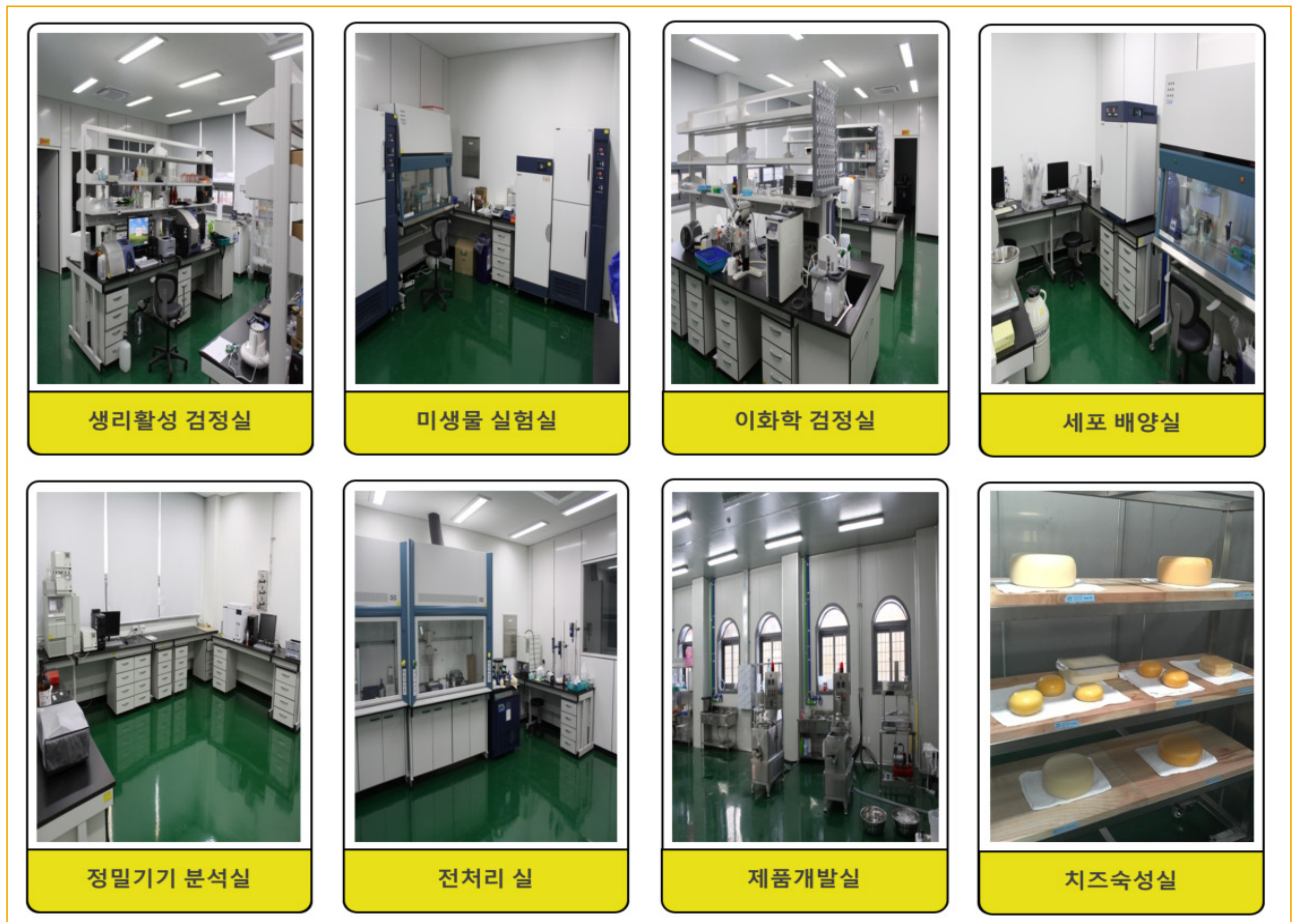 생리활성 검정실
미생물 실험실
이화학 검정실
세포 배양실
정밀기기 분석실
전처리 실
제품개발실
치즈숙성실